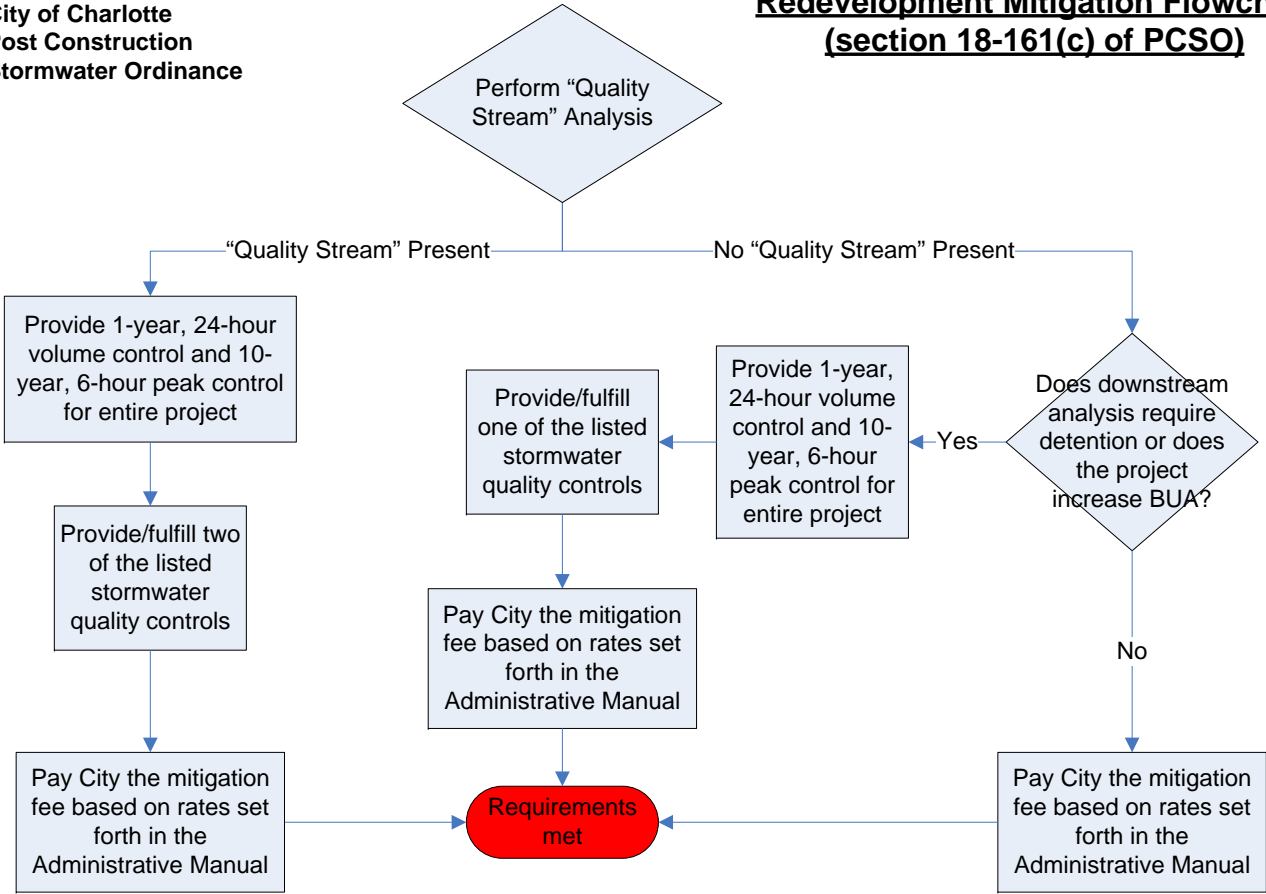 City of Charlotte
Post Construction
Stormwater Ordinance
Redevelopment Mitigation
(section 18-161(c) of PCSO)
Perform “Quality
Stream” Analysis
“Quality Stream” Present
No “Quality Stream” Present
Provide 1-year, 24-hour
volume control and 10-
year, 6-hour peak control
for entire project
Provide/fulfill two
of the listed
stormwater
quality controls
Pay City the mitigation
fee based on rates set
forth in the
Administrative Manual
Does downstream
analysis require
detention or does
the project
increase BUA?
Yes
Provide 1-year,
24-hour volume
control and 10-
year, 6-hour
peak control for
entire project
Provide/fulfill
one of the listed
stormwater
quality controls
Pay City the mitigation
fee based on rates set
forth in the
Administrative Manual
No
Pay City the mitigation
fee based on rates set
forth in the
Administrative Manual
Requirements
met